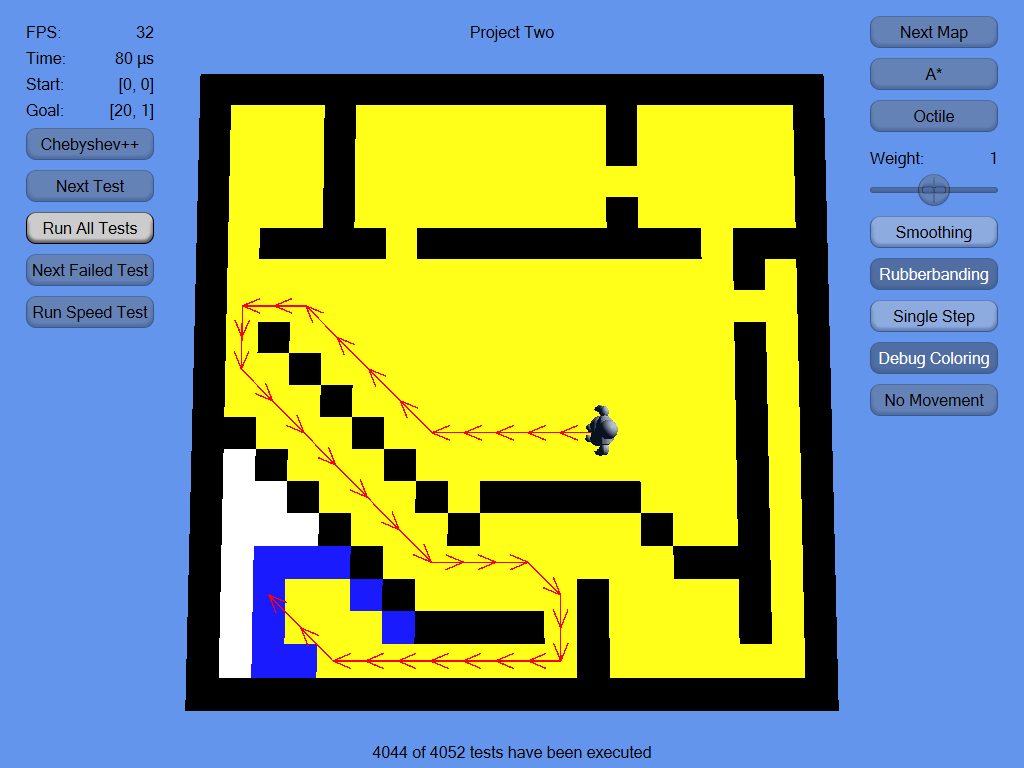 Project Two
FPS: 32
Time: 80 µs
Start: [0, 0]
Goal: [20, 1]
Chebyshev++
Next Test
Run All Tests
Next Failed Test
Run Speed Test
Next Map
A*
Octile
Weight: 1
Smoothing
Rubberbanding
Single Step
Debug Coloring
No Movement
4044 of 4052 tests have been executed